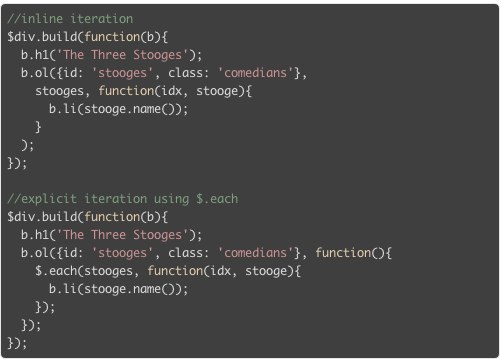 //inline iteration
$div.build(function(b){
  b.h1('The Three Stooges');
  b.ol({id: 'stooges', class: 'comedians'},
    stooges, function(idx, stooge){
      b.li(stooge.name());
    }
  );
});

//explicit iteration using $.each
$div.build(function(b){
  b.h1('The Three Stooges');
  b.ol({id: 'stooges', class: 'comedians'}, function(){
    $.each(stooges, function(idx, stooge){
      b.li(stooge.name());
    });
  });
});